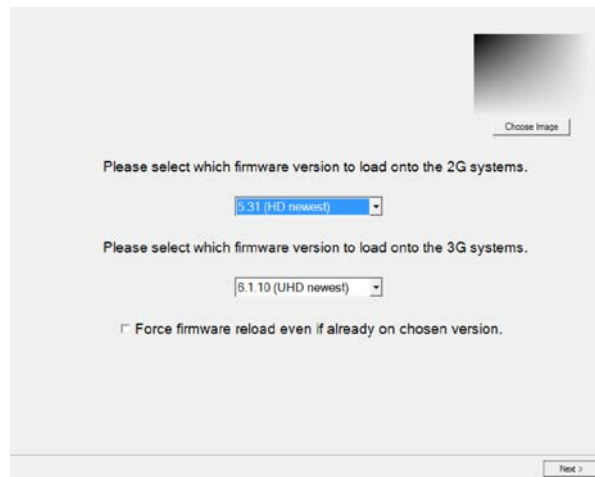 Choose Image
Please select which firmware version to load onto the 2G systems.
5.31 (HD newest)
Please select which firmware version to load onto the 3G systems.
6.1.10 (UHD newest)
Force firmware reload even if already on chosen version.
Next >